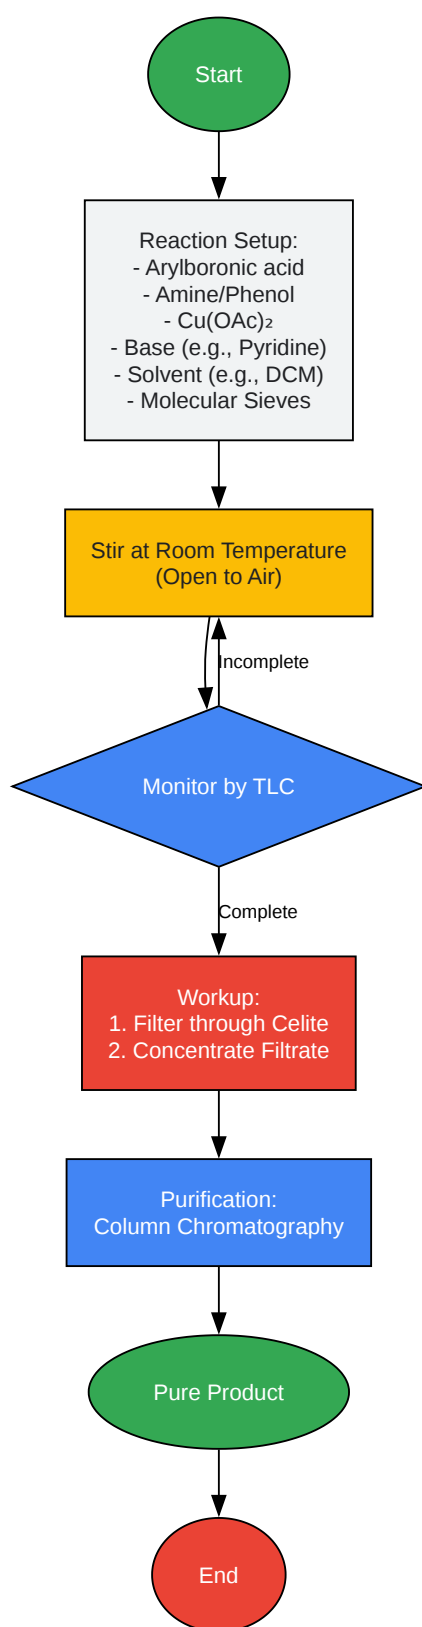 Start
Reaction Setup:
- Arylboronic acid
- Amine/Phenol
- Cu(OAc)₂
- Base (e.g., Pyridine)
- Solvent (e.g., DCM)
- Molecular Sieves
Stir at Room Temperature
(Open to Air)
Incomplete
Monitor by TLC
Complete
Workup:
1. Filter through Celite
2. Concentrate Filtrate
Purification:
Column Chromatography
Pure Product
End